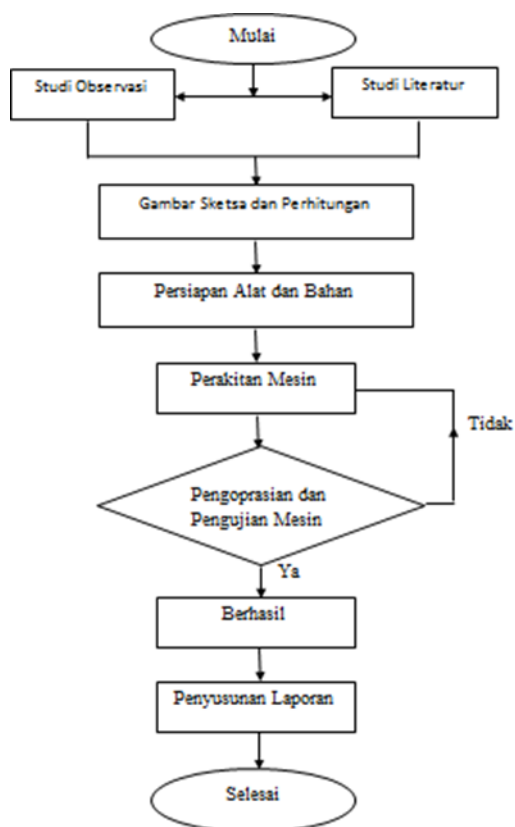 Mulai
Studi Observasi
Studi Literatur
Gambar Sketsa dan Perhitungan
Persiapan Alat dan Bahan
Perakitan Mesin
Tidak
Pengoprasian dan
Pengujian Mesin
Ya
Berhasil
Penyusunan Laporan
Selesai